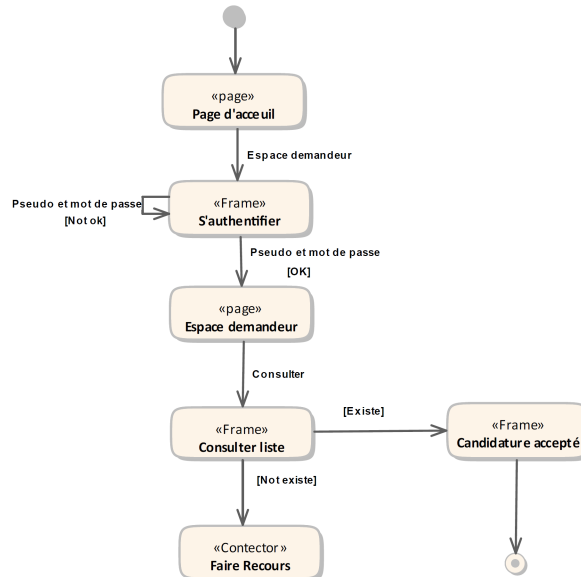 «page»
Page d'acceuil
Espace demandeur
Pseudo et mot de passe
[Not ok]
«Frame»
S'authentifier
Pseudo et mot de passe
[OK]
«page»
Espace demandeur
Consulter
«Frame»
Consulter liste
[Existe]
«Frame»
Candidature accepté
[Not existe]
«Contector»
Faire Recours